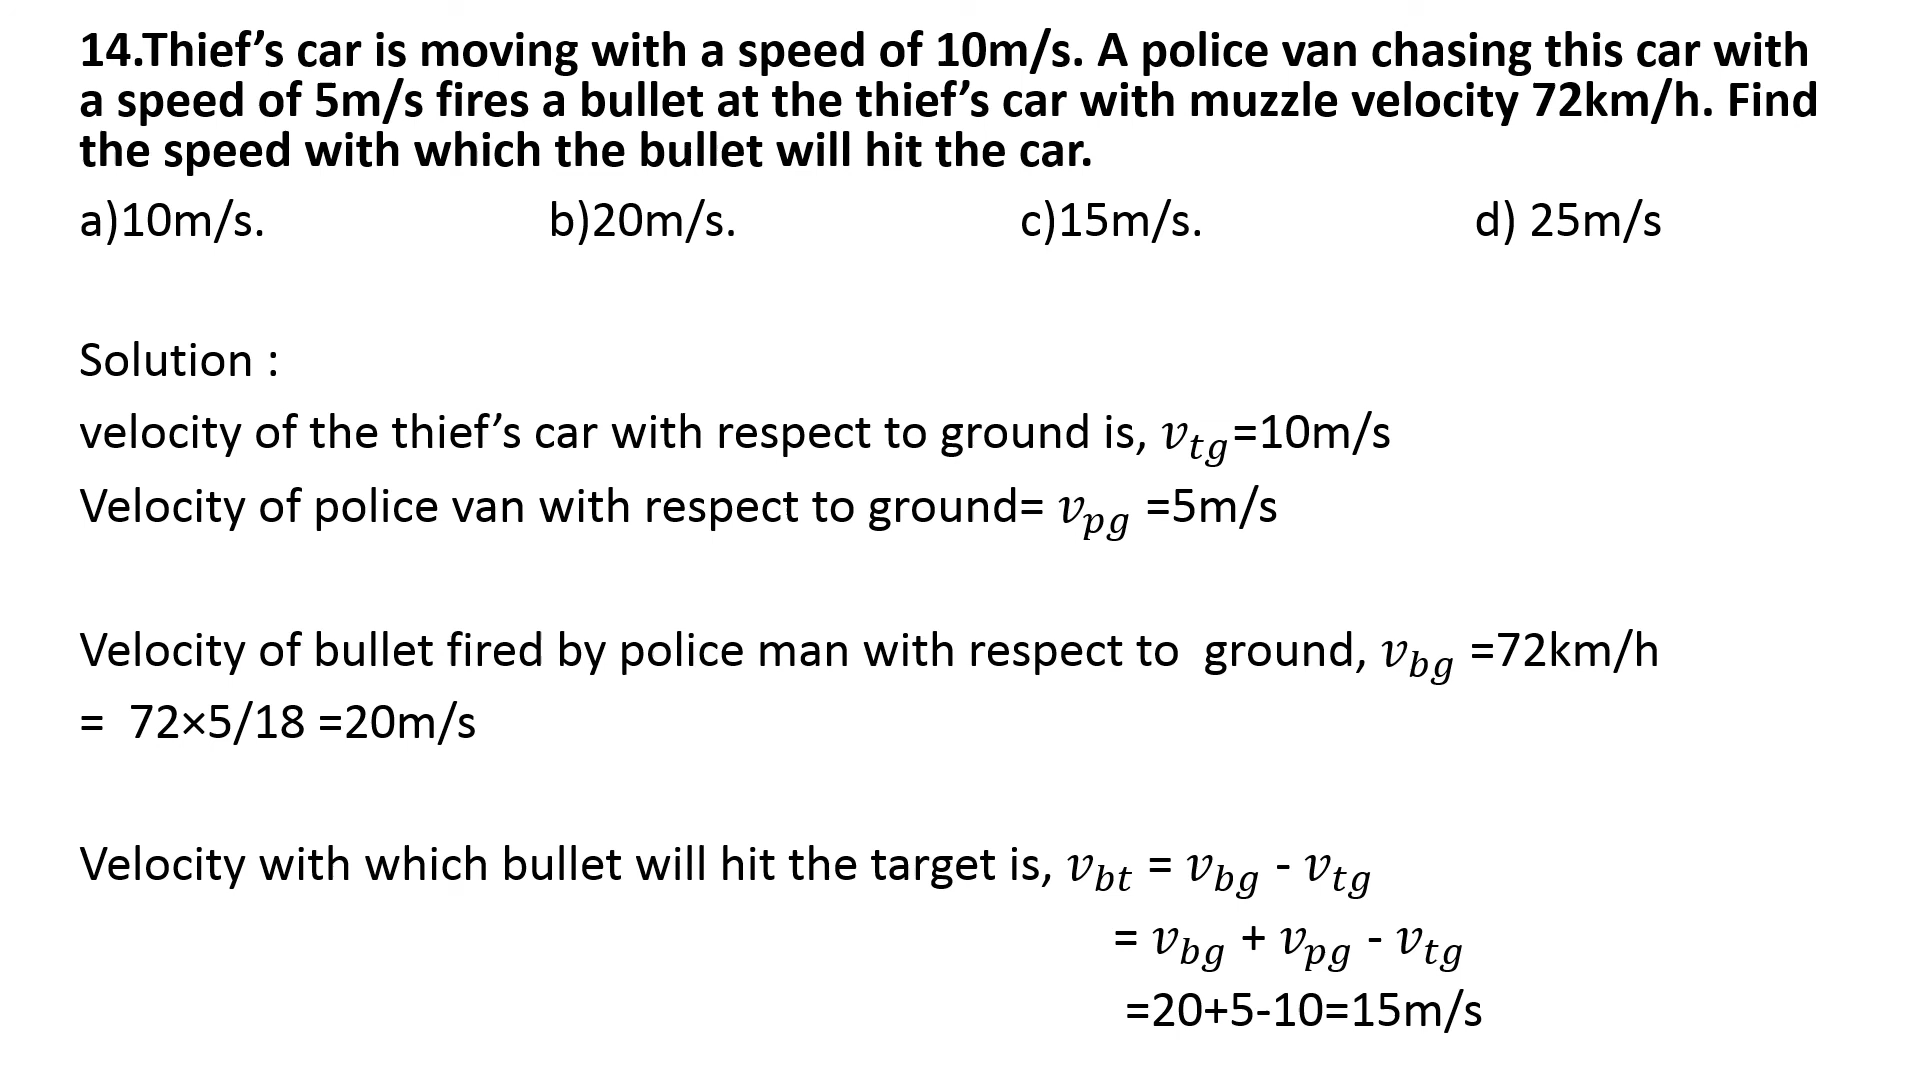 14.Thief’s car is moving with a speed of 10m/s. A police van chasing this car with
a speed of 5m/s fires a bullet at the thief’s car with muzzle velocity 72km/h. Find
the speed with which the bullet will hit the car.
a)10m/s. b)20m/s. c)15m/s. d) 25m/s
Solution :
velocity of the thief’s car with respect to ground is, v_tg=10m/s
Velocity of police van with respect to ground= v_pg =5m/s
Velocity of bullet fired by police man with respect to ground, v_bg =72km/h
= 72×5/18 =20m/s
Velocity with which bullet will hit the target is, v_bt = v_bg - v_tg
= v_bg + v_pg - v_tg
=20+5-10=15m/s